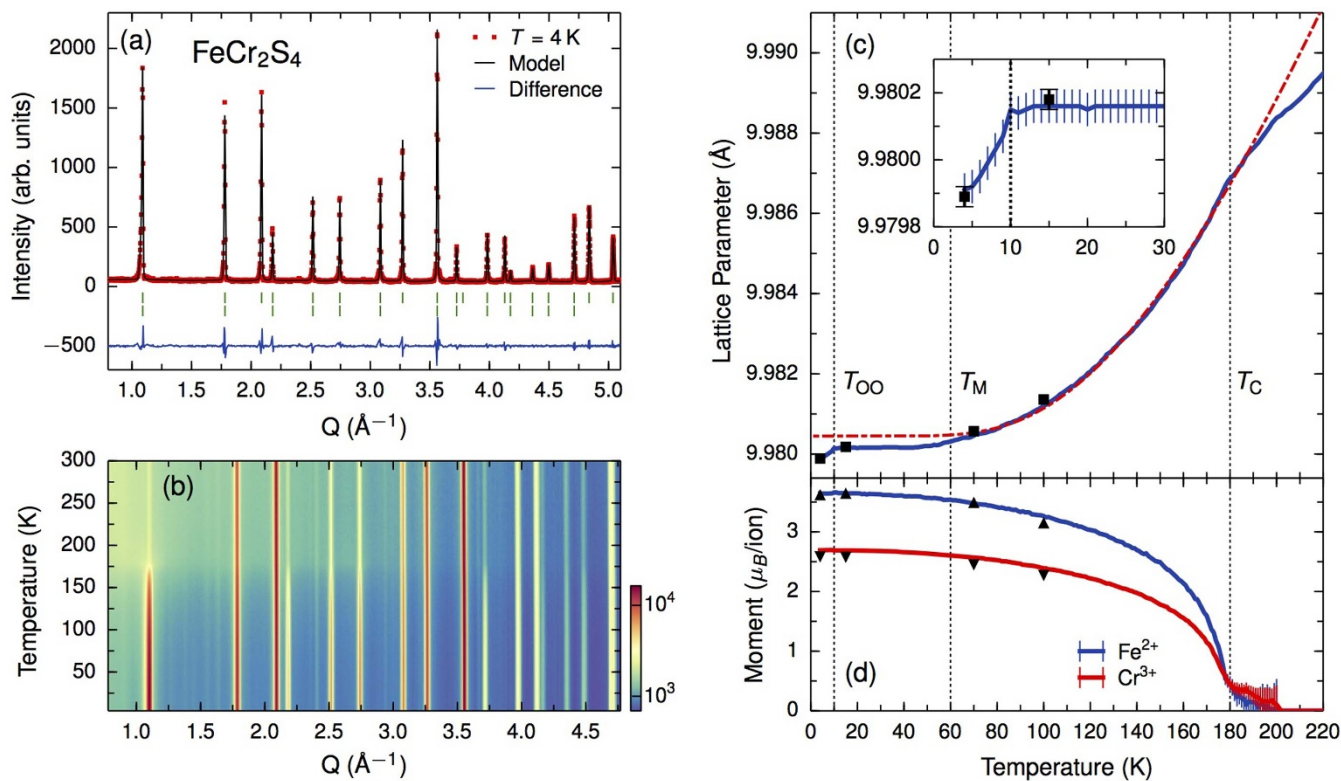 (a)
FeCr₂S₄
T = 4 K
Model
Difference
2000
1500
1000
500
0
−500
Intensity (arb. units)
1.0 1.5 2.0 2.5 3.0 3.5 4.0 4.5 5.0
Q (Å⁻¹)
(b)
300
250
200
150
100
50
Temperature (K)
10⁴
10³
1.0 1.5 2.0 2.5 3.0 3.5 4.0 4.5
Q (Å⁻¹)
(c)
9.990
9.988
9.986
9.984
9.982
9.980
Lattice Parameter (Å)
9.9802
9.9800
9.9798
0 10 20 30
T_OO
T_M
T_C
(d)
3
2
1
0
Moment (μ_B/ion)
Fe²⁺
Cr³⁺
0 20 40 60 80 100 120 140 160 180 200 220
Temperature (K)